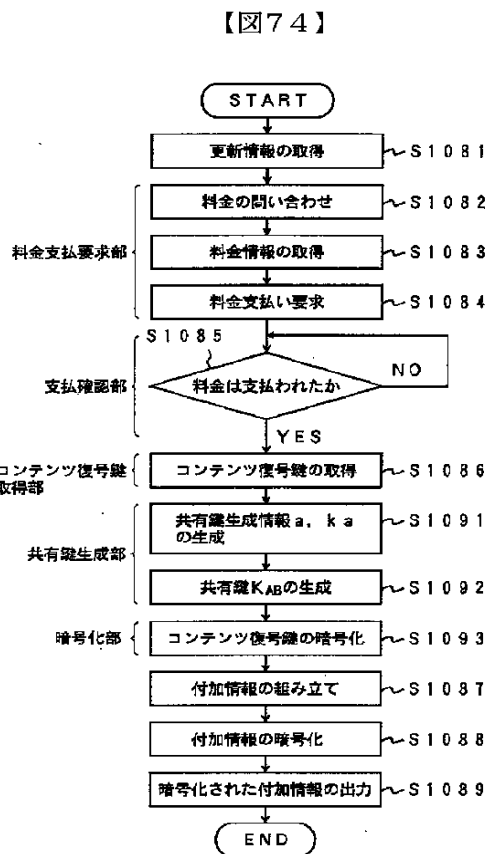 【図７４】
START
更新情報の取得
S1081
料金の問い合わせ
S1082
料金支払要求部
料金情報の取得
S1083
料金支払い要求
S1084
S1085
支払確認部
料金は支払われたか
NO
YES
コンテンツ復号鍵
取得部
コンテンツ復号鍵の取得
S1086
共有鍵生成情報a，ka
の生成
S1091
共有鍵生成部
共有鍵KABの生成
S1092
暗号化部
コンテンツ復号鍵の暗号化
S1093
付加情報の組み立て
S1087
付加情報の暗号化
S1088
暗号化された付加情報の出力
S1089
END